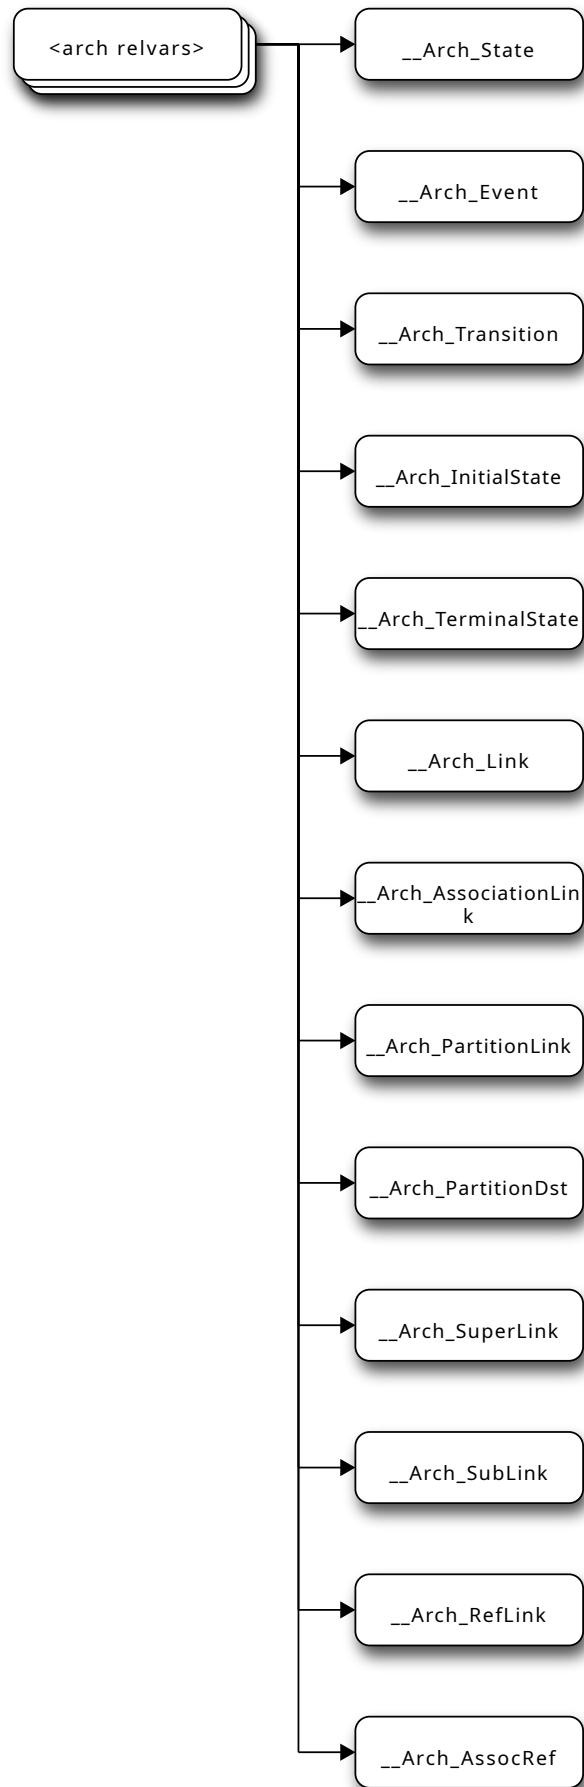 <arch relvars>
__Arch_State
__Arch_Event
__Arch_Transition
__Arch_InitialState
__Arch_TerminalState
__Arch_Link
__Arch_AssociationLin
k
__Arch_PartitionLink
__Arch_PartitionDst
__Arch_SuperLink
__Arch_SubLink
__Arch_RefLink
__Arch_AssocRef